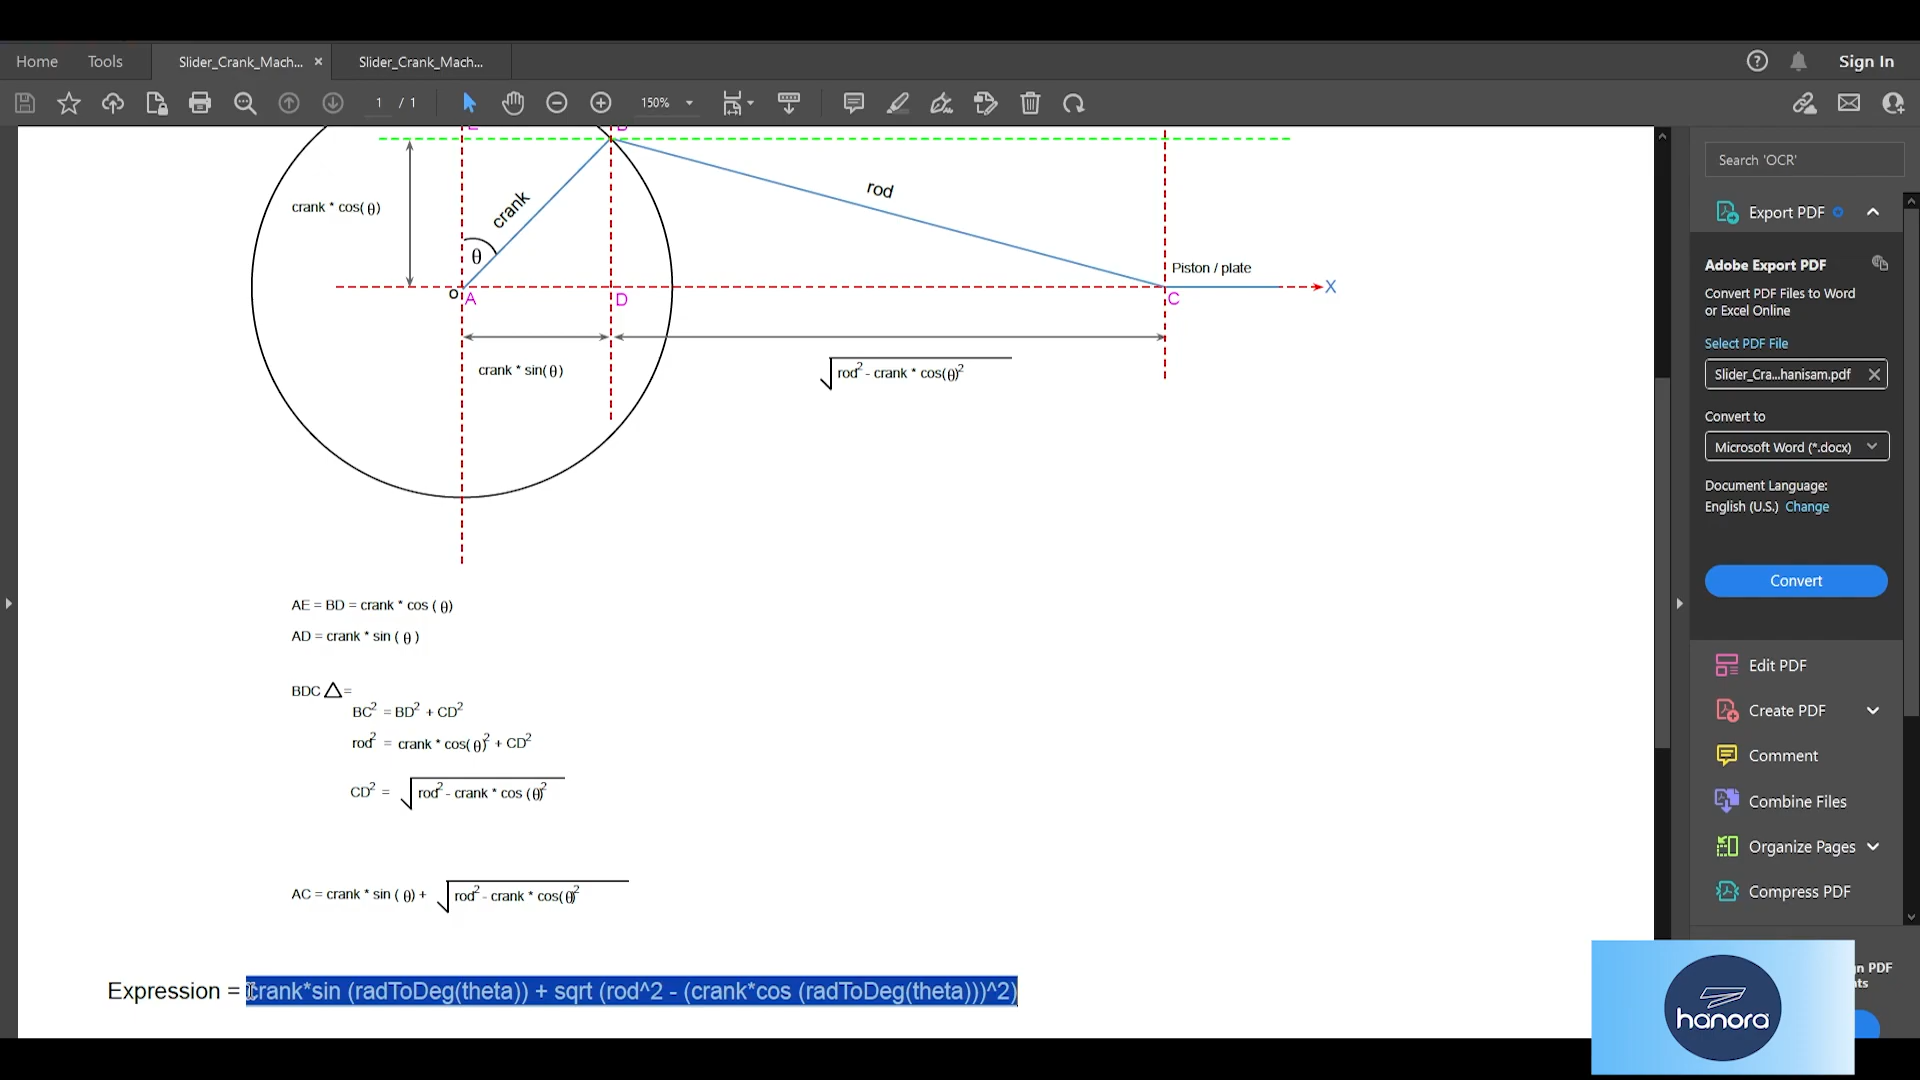 Home Tools Slider_Crank_Mach... × Slider_Crank_Mach... Sign In
1 / 1 150%
crank * cos( θ)
crank
rod
θ
Piston / plate
O A D C X
crank * sin( θ)
rod2 - crank * cos(θ)2
AE = BD = crank * cos ( θ)
AD = crank * sin ( θ )
BDC △=
BC2 = BD2 + CD2
rod2 = crank * cos( θ)2 + CD2
CD2 = √rod2 - crank * cos (θ)2
AC = crank * sin ( θ) + √rod2 - crank * cos(θ)2
Expression = crank*sin (radToDeg(theta)) + sqrt (rod^2 - (crank*cos (radToDeg(theta)))^2)
Search 'OCR'
Export PDF
Adobe Export PDF
Convert PDF Files to Word
or Excel Online
Select PDF File
Slider_Cra...hanisam.pdf
Convert to
Microsoft Word (*.docx)
Document Language:
English (U.S.) Change
Convert
Edit PDF
Create PDF
Comment
Combine Files
Organize Pages
Compress PDF
hanora